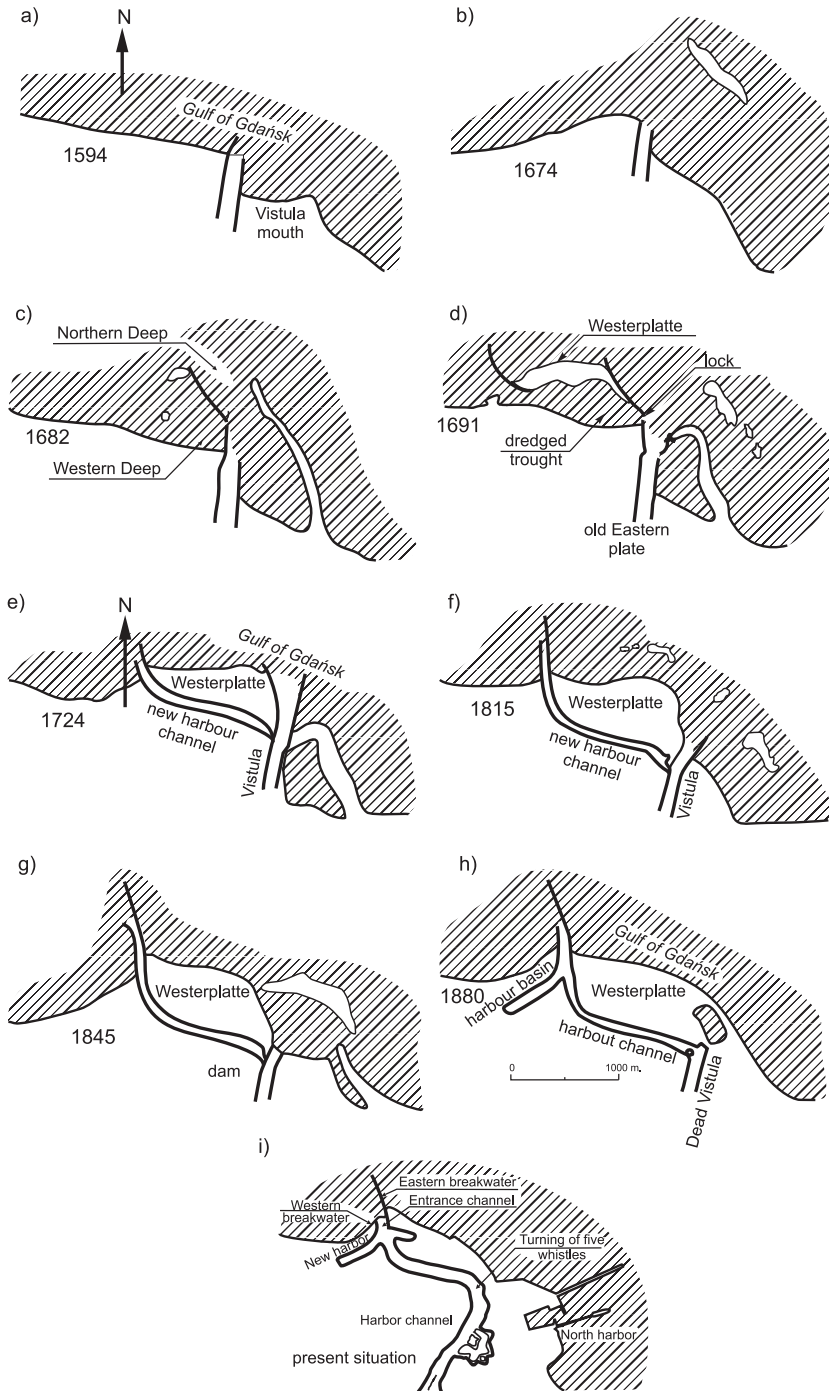 a)
N
Gulf of Gdańsk
1594
Vistula
mouth
b)
1674
c)
Northern Deep
1682
Western Deep
d)
Westerplatte
lock
1691
dredged
trought
old Eastern
plate
e)
N
Gulf of Gdańsk
Westerplatte
1724
new harbour
channel
Vistula
f)
Westerplatte
1815
new harbour
channel
Vistula
g)
Westerplatte
1845
dam
h)
Gulf of Gdańsk
1880
harbour basin
Westerplatte
harbout channel
0 1000 m.
Dead Vistula
i)
Eastern breakwater
Western
breakwater
Entrance channel
New harbor
Turning of five
whistles
Harbor channel
North harbor
present situation